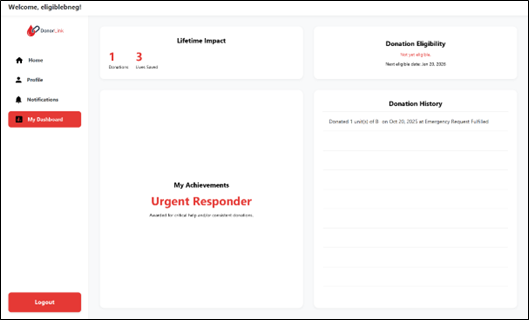 Welcome, eligiblebneg!
DonorLink
Home
Profile
Notifications
My Dashboard
Logout
Lifetime Impact
1
Donations
3
Lives Saved
Donation Eligibility
Not yet eligible.
Next eligible date: Jan 20, 2026
My Achievements
Urgent Responder
Awarded for critical help and/or consistent donations.
Donation History
Donated 1 unit(s) of B- on Oct 20, 2025 at Emergency Request Fulfilled